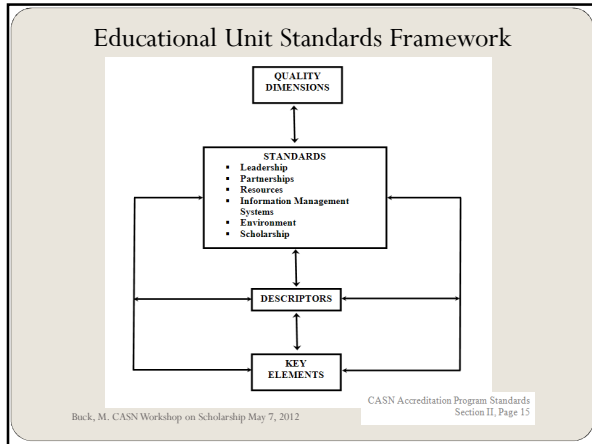 Educational Unit Standards Framework
QUALITY
DIMENSIONS
STANDARDS
▪ Leadership
▪ Partnerships
▪ Resources
▪ Information Management
Systems
▪ Environment
▪ Scholarship
DESCRIPTORS
KEY
ELEMENTS
CASN Accreditation Program Standards
Section II, Page 15
Buck, M. CASN Workshop on Scholarship May 7, 2012